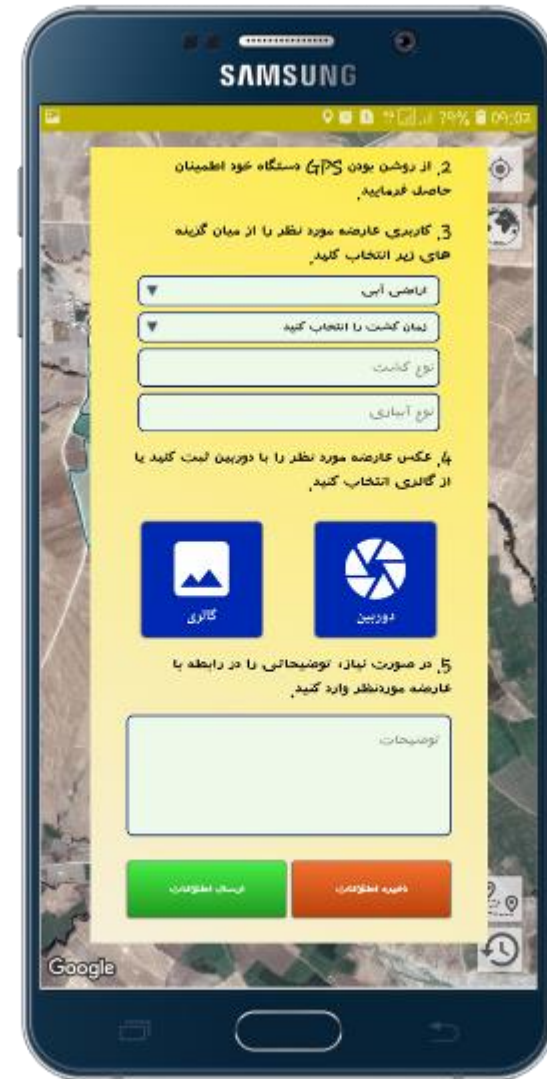 SAMSUNG
79% 09:02
2. از روشن بودن GPS دستگاه خود اطمینان
حاصل فرمایید.
3. کاربری عارضه مورد نظر را از میان گزینه
های زیر انتخاب کنید.
اراضی آبی
زمان کشت را انتخاب کنید
نوع کشت
نوع آبیاری
4. عکس عارضه مورد نظر را با دوربین ثبت کنید یا
از گالری انتخاب کنید.
دوربین
گالری
5. در صورت نیاز، توضیحاتی را در رابطه با
عارضه موردنظر وارد کنید.
توضیحات
ذخیره اطلاعات
ارسال اطلاعات
Google